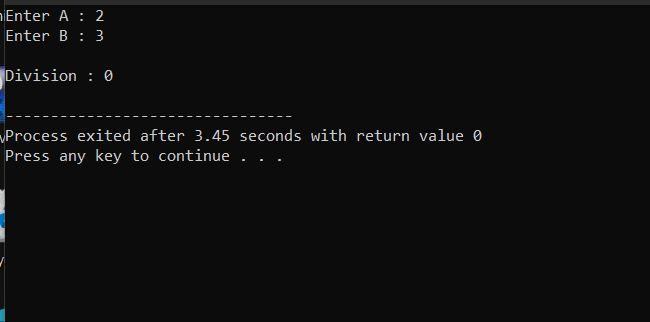 Enter A : 2
Enter B : 3
Division : 0
--------------------------------
Process exited after 3.45 seconds with return value 0
Press any key to continue . . .